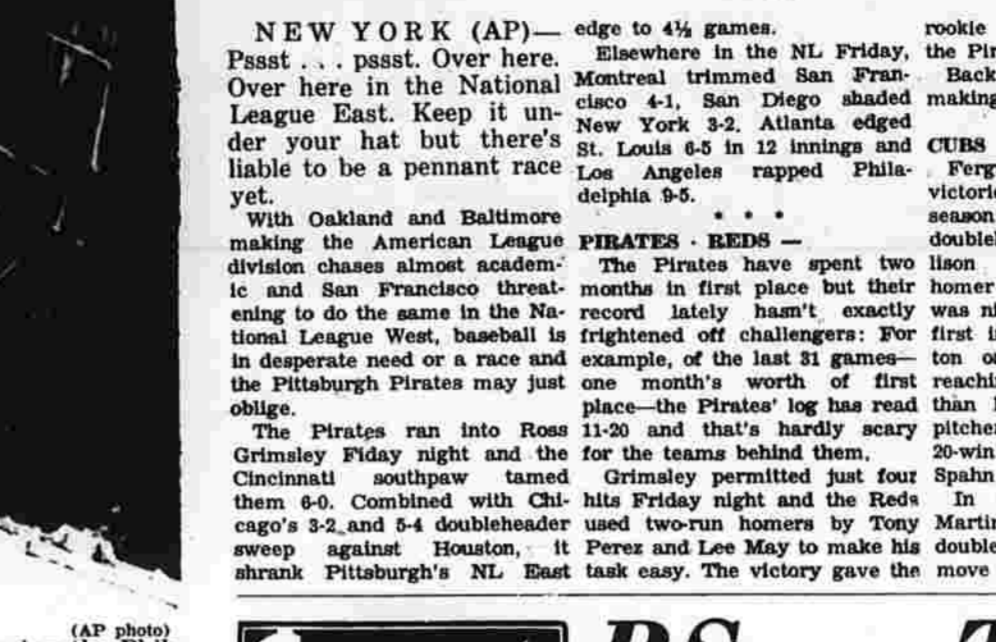 NEW YORK (AP)—
Pssst . . . pssst. Over here.
Over here in the National
League East. Keep it un-
der your hat but there's
liable to be a pennant race
yet.
With Oakland and Baltimore
making the American League
division chases almost academ-
ic and San Francisco threat-
ening to do the same in the Na-
tional League West, baseball is
in desperate need or a race and
the Pittsburgh Pirates may just
oblige.
The Pirates ran into Ross
Grimsley Fiday night and the
Cincinnati southpaw tamed
them 6-0. Combined with Chi-
cago's 3-2 and 5-4 doubleheader
sweep against Houston, it
shrank Pittsburgh's NL East
edge to 4½ games.
Elsewhere in the NL Friday,
Montreal trimmed San Fran-
cisco 4-1, San Diego shaded
New York 3-2, Atlanta edged
St. Louis 6-5 in 12 innings and
Los Angeles rapped Phila-
delphia 9-5.
• • •
PIRATES - REDS —
The Pirates have spent two
months in first place but their
record lately hasn't exactly
frightened off challengers: For
example, of the last 31 games—
one month's worth of first
place—the Pirates' log has read
11-20 and that's hardly scary
for the teams behind them.
Grimsley permitted just four
hits Friday night and the Reds
used two-run homers by Tony
Perez and Lee May to make his
task easy. The victory gave the
rookie
the Pir
Back
making
CUBS
Ferg
victorie
season
double
lison
homer
was ni
first i
ton o
reachi
than
pitche
20-win
Spahn
In
Martin
double
move
(AP photo)